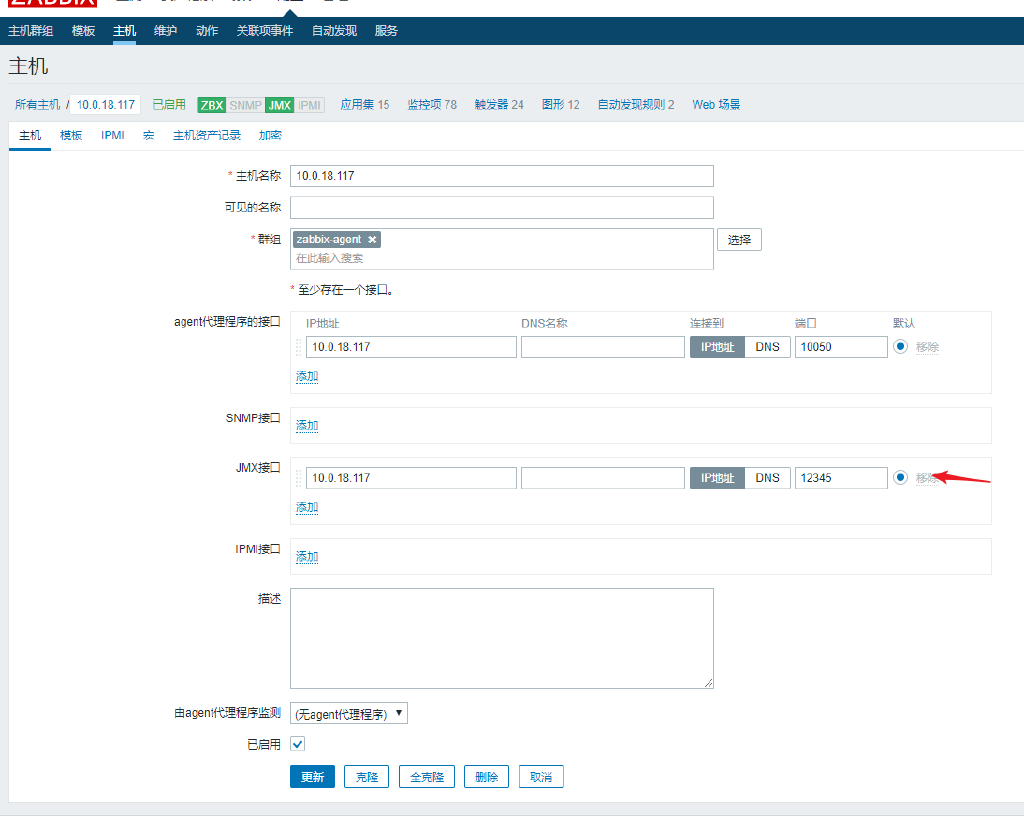 ZABBIX
主机群组 模板 主机 维护 动作 关联项事件 自动发现 服务
主机
所有主机 / 10.0.18.117 已启用 ZBX SNMP JMX IPMI 应用集 15 监控项 78 触发器 24 图形 12 自动发现规则 2 Web 场景
主机 模板 IPMI 宏 主机资产记录 加密
* 主机名称 10.0.18.117
可见的名称
* 群组 zabbix-agent ✖ 选择
在此输入搜索
* 至少存在一个接口。
agent代理程序的接口 IP地址 DNS名称 连接到 端口 默认
10.0.18.117 IP地址 DNS 10050 移除
添加
SNMP接口 添加
JMX接口 10.0.18.117 IP地址 DNS 12345 移除
添加
IPMI接口 添加
描述
由agent代理程序监测 (无agent代理程序)
已启用
更新 克隆 全克隆 删除 取消